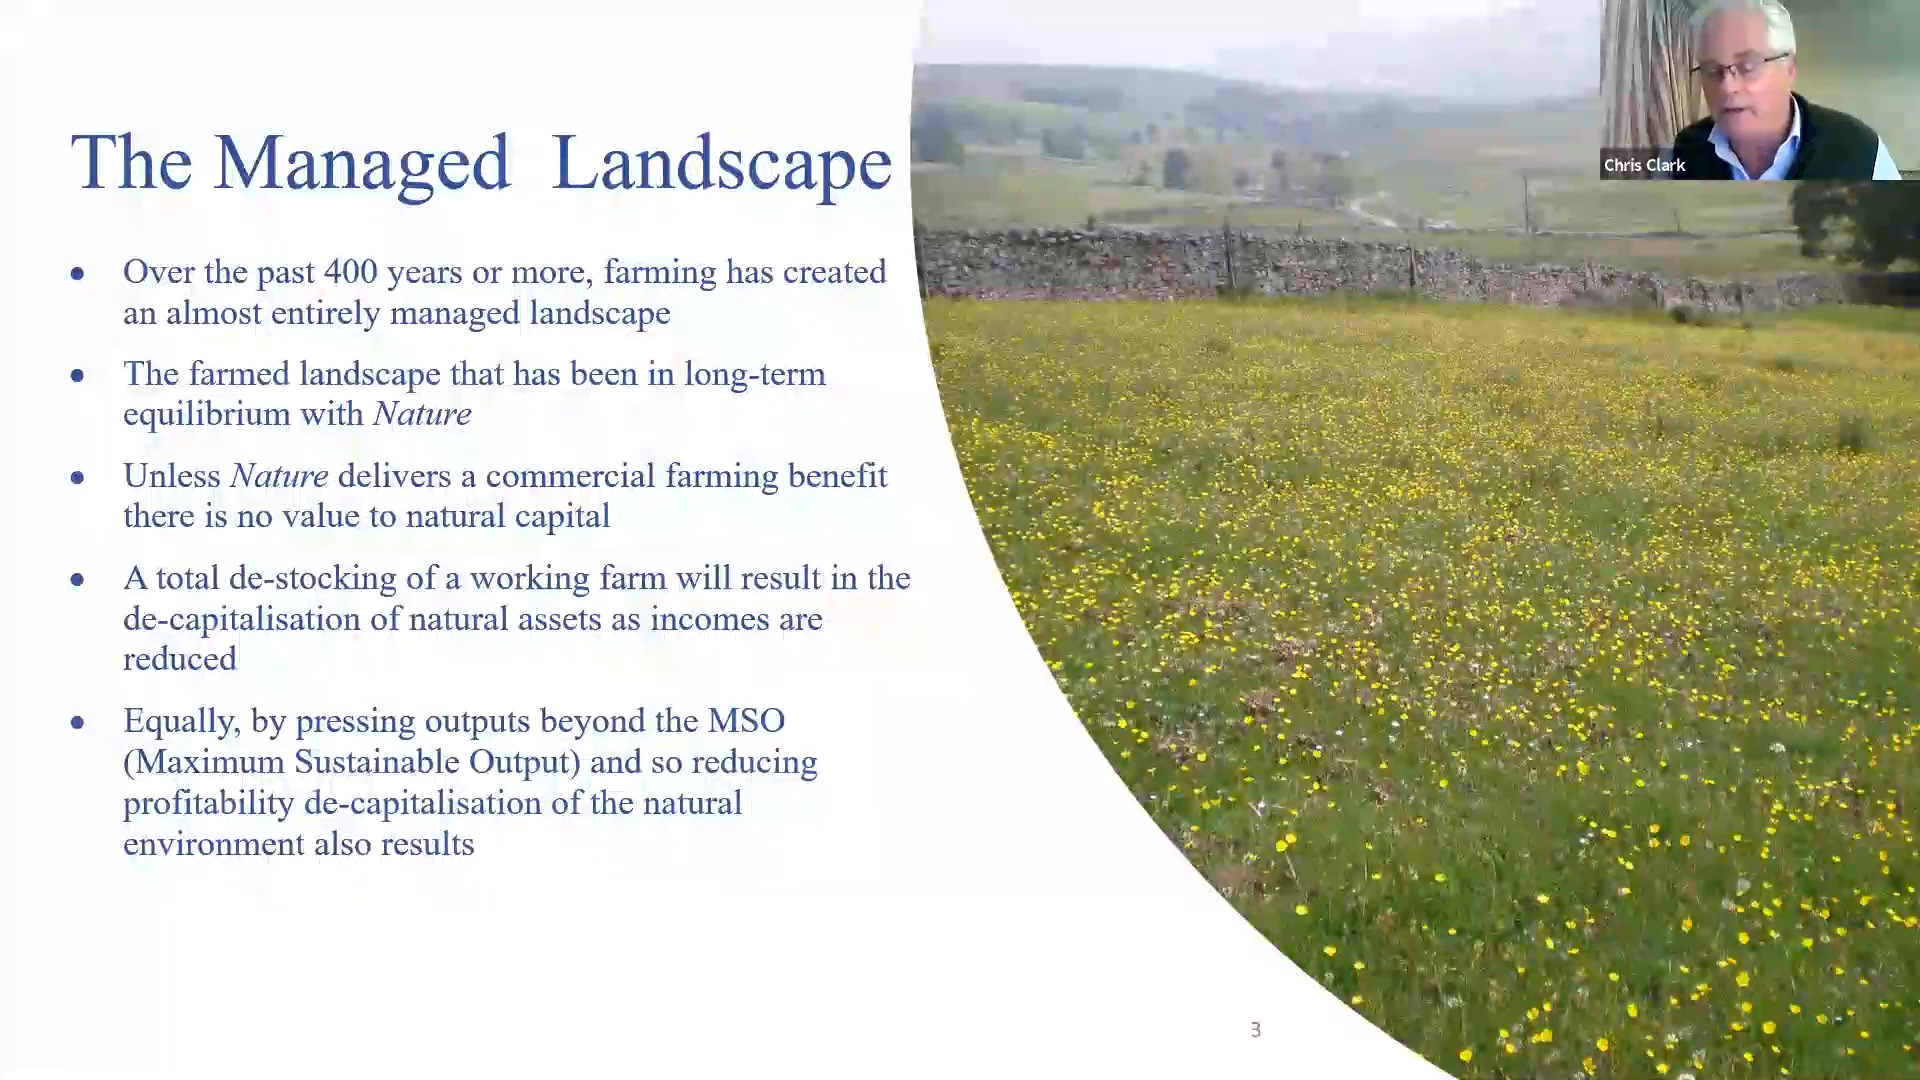 The Managed Landscape
• Over the past 400 years or more, farming has created
an almost entirely managed landscape
• The farmed landscape that has been in long-term
equilibrium with Nature
• Unless Nature delivers a commercial farming benefit
there is no value to natural capital
• A total de-stocking of a working farm will result in the
de-capitalisation of natural assets as incomes are
reduced
• Equally, by pressing outputs beyond the MSO
(Maximum Sustainable Output) and so reducing
profitability de-capitalisation of the natural
environment also results
3
Chris Clark